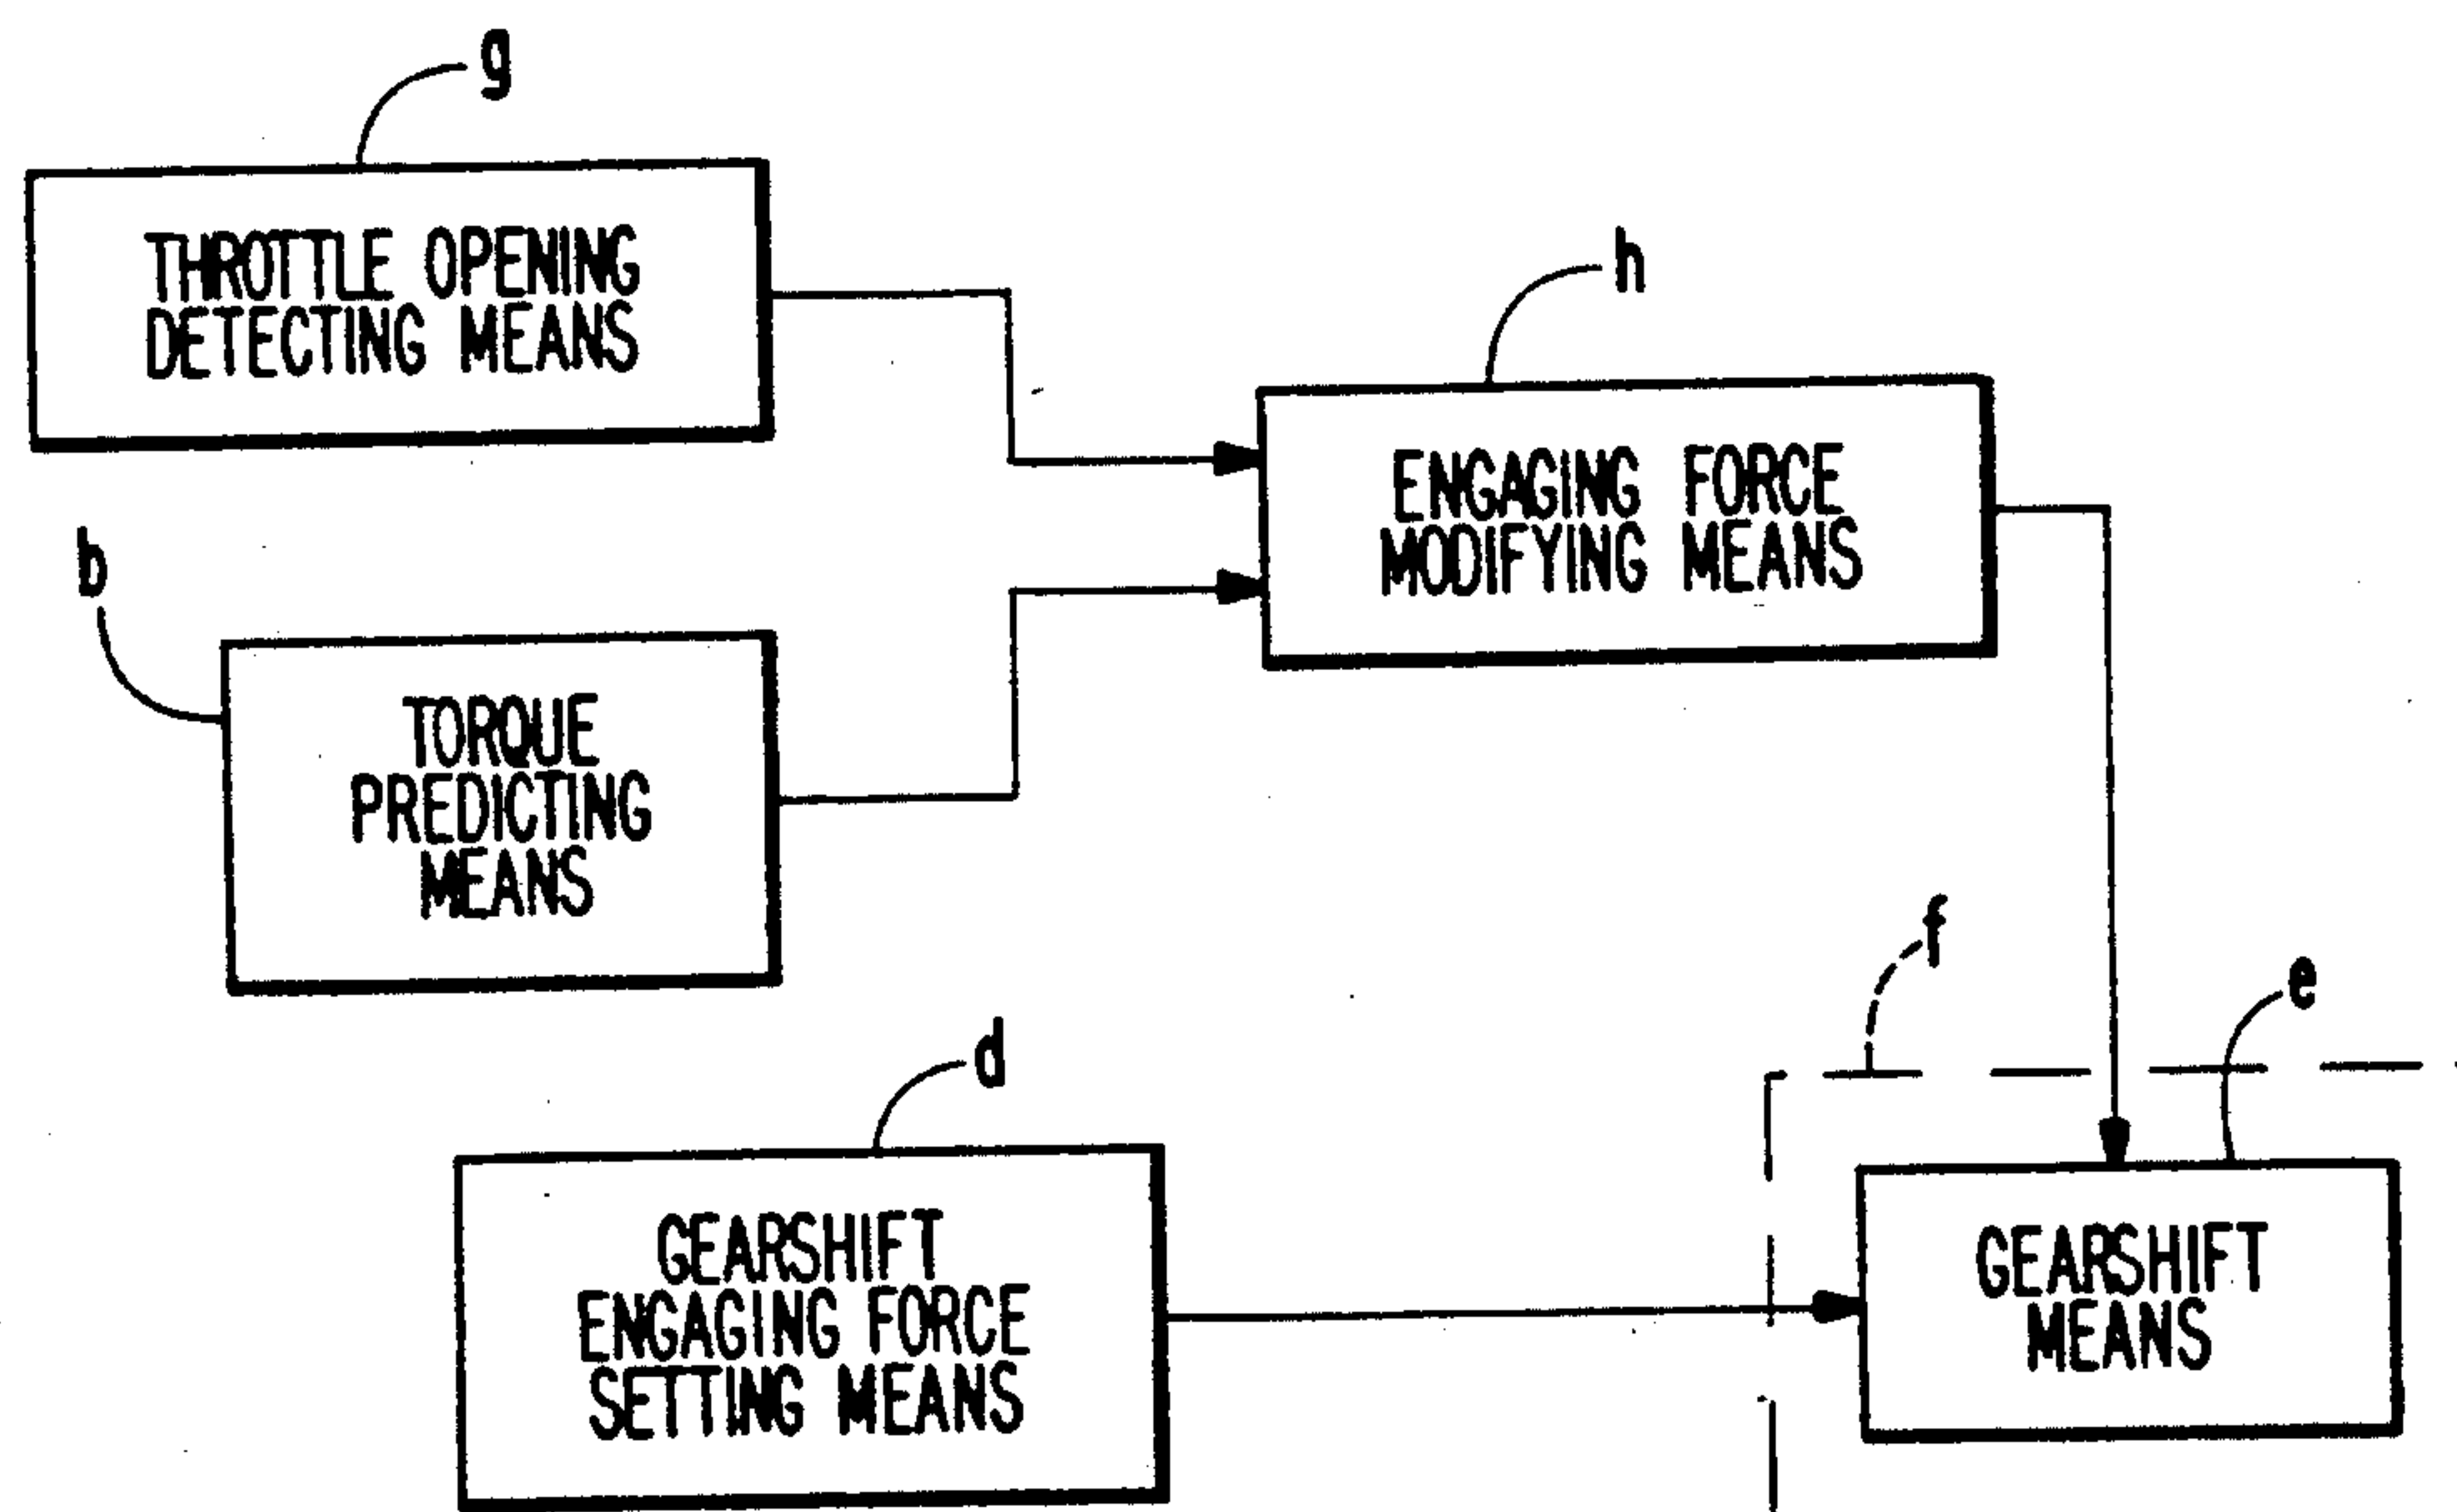 g
THROTTLE OPENING
DETECTING MEANS
h
ENGAGING FORCE
MODIFYING MEANS
b
TORQUE
PREDICTING
MEANS
f
e
d
GEARSHIFT
ENGAGING FORCE
SETTING MEANS
GEARSHIFT
MEANS